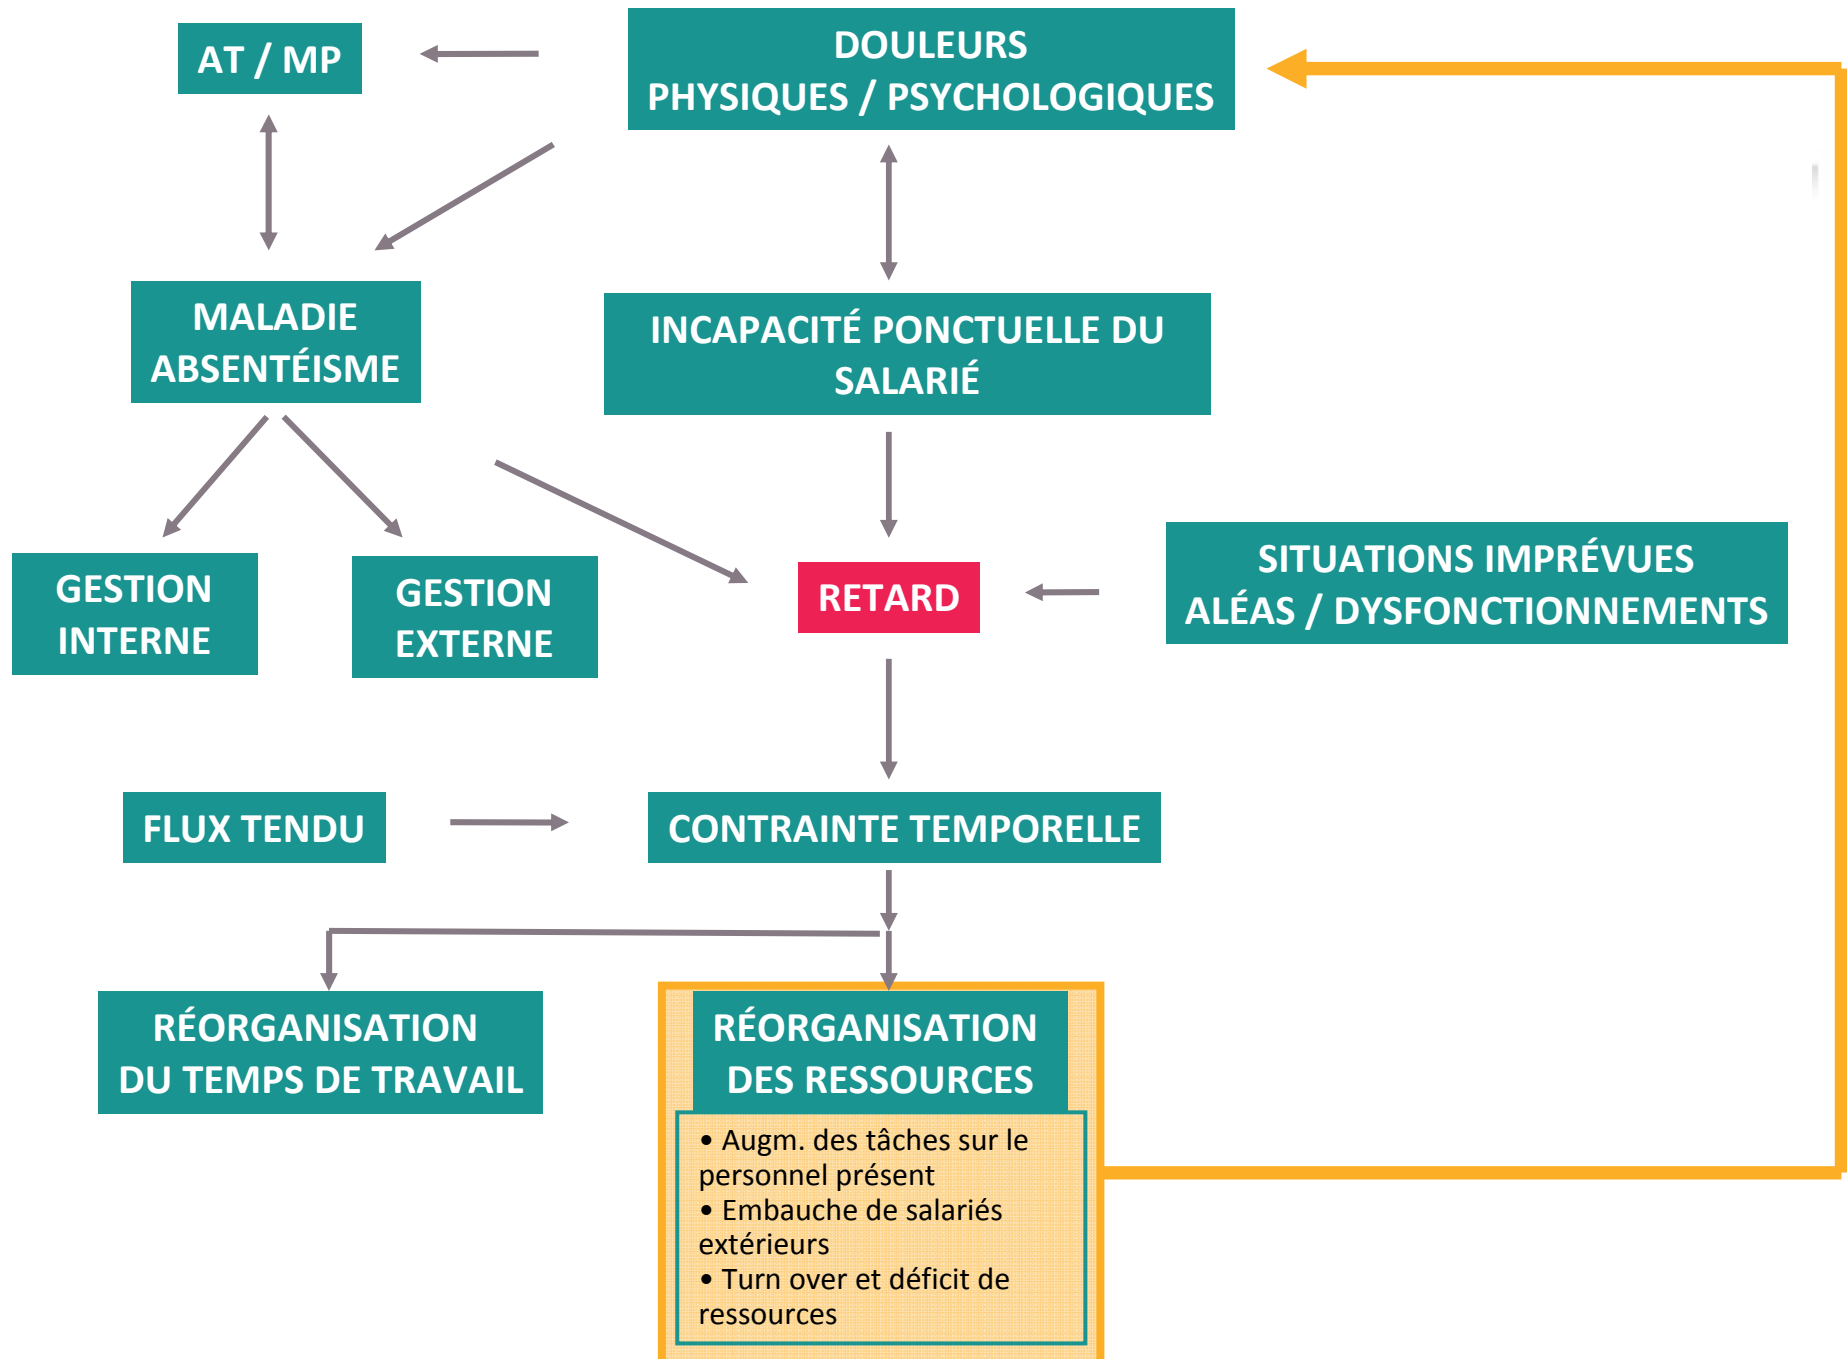 AT / MP
DOULEURS
PHYSIQUES / PSYCHOLOGIQUES
MALADIE
ABSENTÉISME
INCAPACITÉ PONCTUELLE DU
SALARIÉ
GESTION
INTERNE
GESTION
EXTERNE
RETARD
SITUATIONS IMPRÉVUES
ALÉAS / DYSFONCTIONNEMENTS
FLUX TENDU
CONTRAINTE TEMPORELLE
RÉORGANISATION
DU TEMPS DE TRAVAIL
RÉORGANISATION
DES RESSOURCES
• Augm. des tâches sur le
personnel présent
• Embauche de salariés
extérieurs
• Turn over et déficit de
ressources